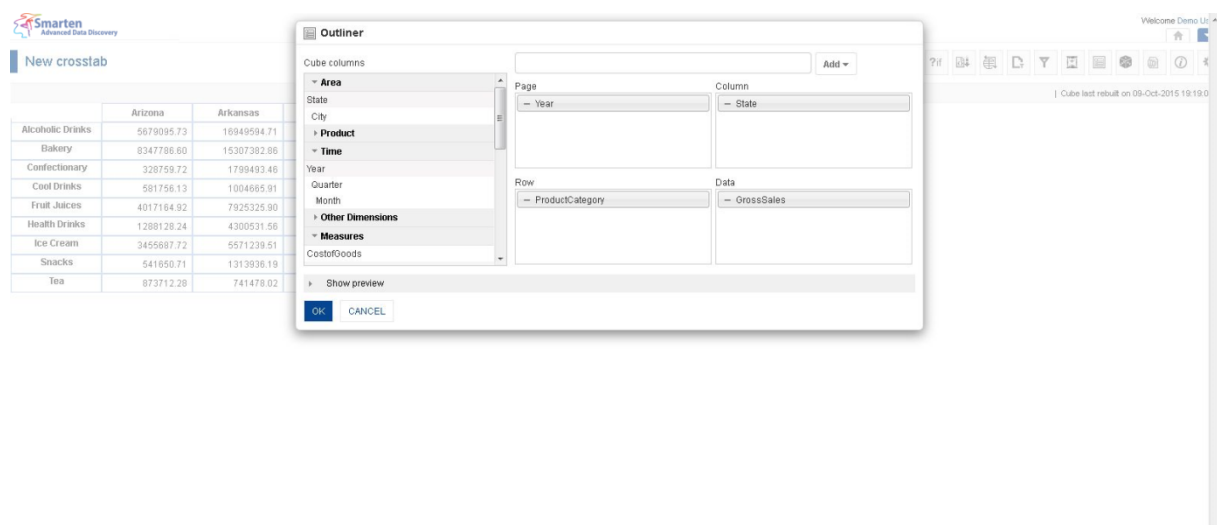 Smarten
Advanced Data Discovery
Welcome Demo Us
New crosstab
?if
| Cube last rebuilt on 09-Oct-2015 19:19:0
Arizona Arkansas
Alcoholic Drinks 5679095.73 16949594.71
Bakery 8347786.60 15307382.86
Confectionary 328759.72 1799493.46
Cool Drinks 581756.13 1004665.91
Fruit Juices 4017164.92 7925325.90
Health Drinks 1288128.24 4300531.56
Ice Cream 3455687.72 5571239.51
Snacks 541650.71 1313936.19
Tea 873712.28 741478.02
Outliner
Cube columns
Add
Area
State
City
Product
Time
Year
Quarter
Month
Other Dimensions
Measures
CostofGoods
Page
– Year
Column
– State
Row
– ProductCategory
Data
– GrossSales
Show preview
OK CANCEL